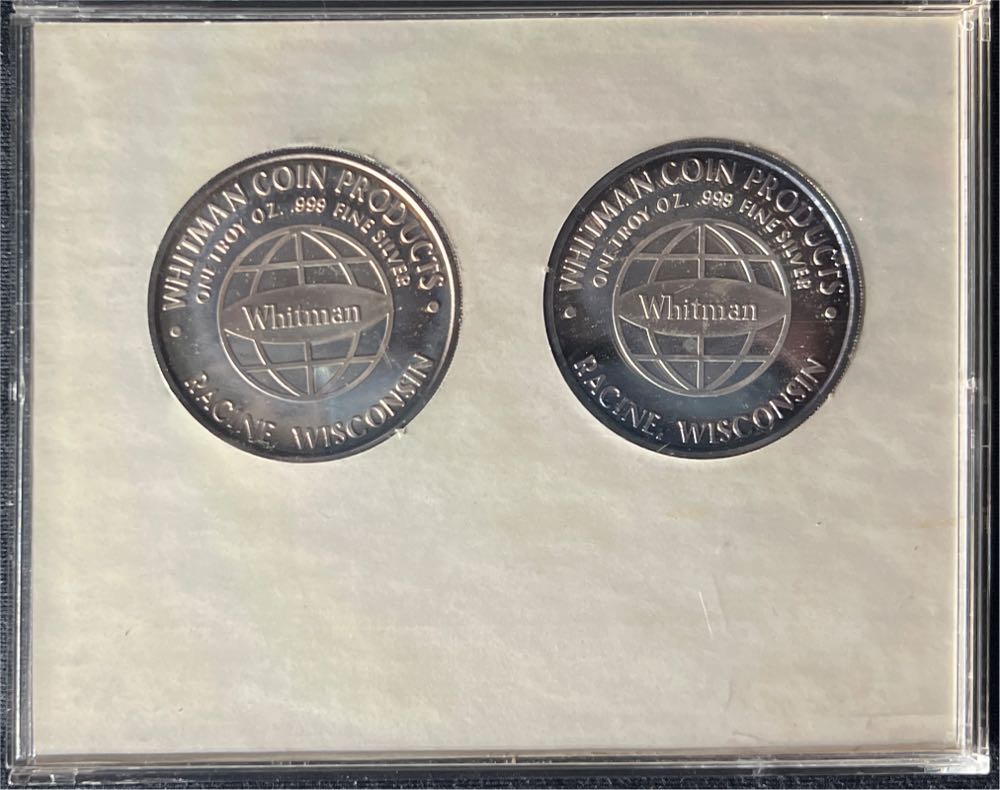 • WHITMAN COIN PRODUCTS •
ONE TROY OZ. .999 FINE SILVER
Whitman
RACINE, WISCONSIN
• WHITMAN COIN PRODUCTS •
ONE TROY OZ. .999 FINE SILVER
Whitman
RACINE, WISCONSIN